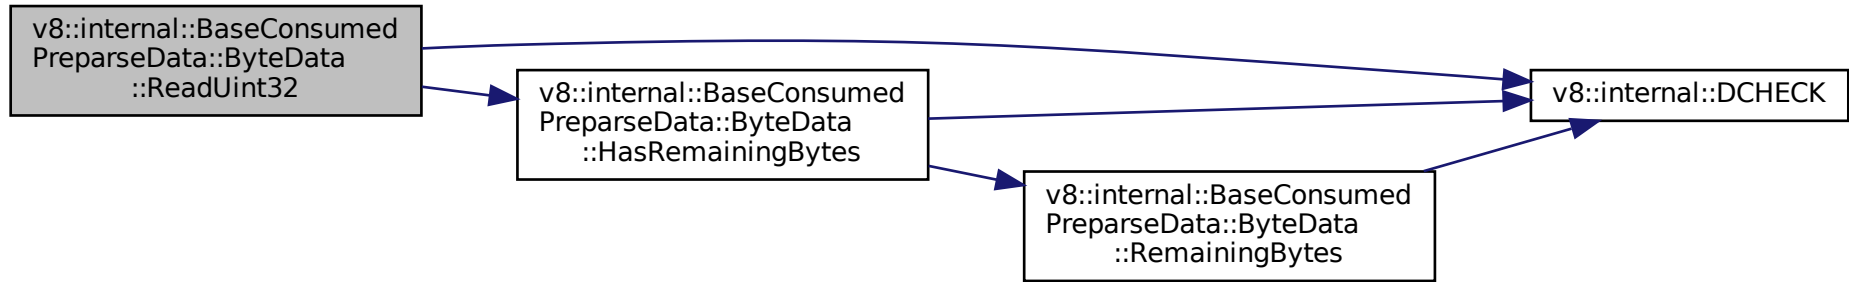 v8::internal::BaseConsumed
PreparseData::ByteData
::ReadUint32
v8::internal::BaseConsumed
PreparseData::ByteData
::HasRemainingBytes
v8::internal::BaseConsumed
PreparseData::ByteData
::RemainingBytes
v8::internal::DCHECK